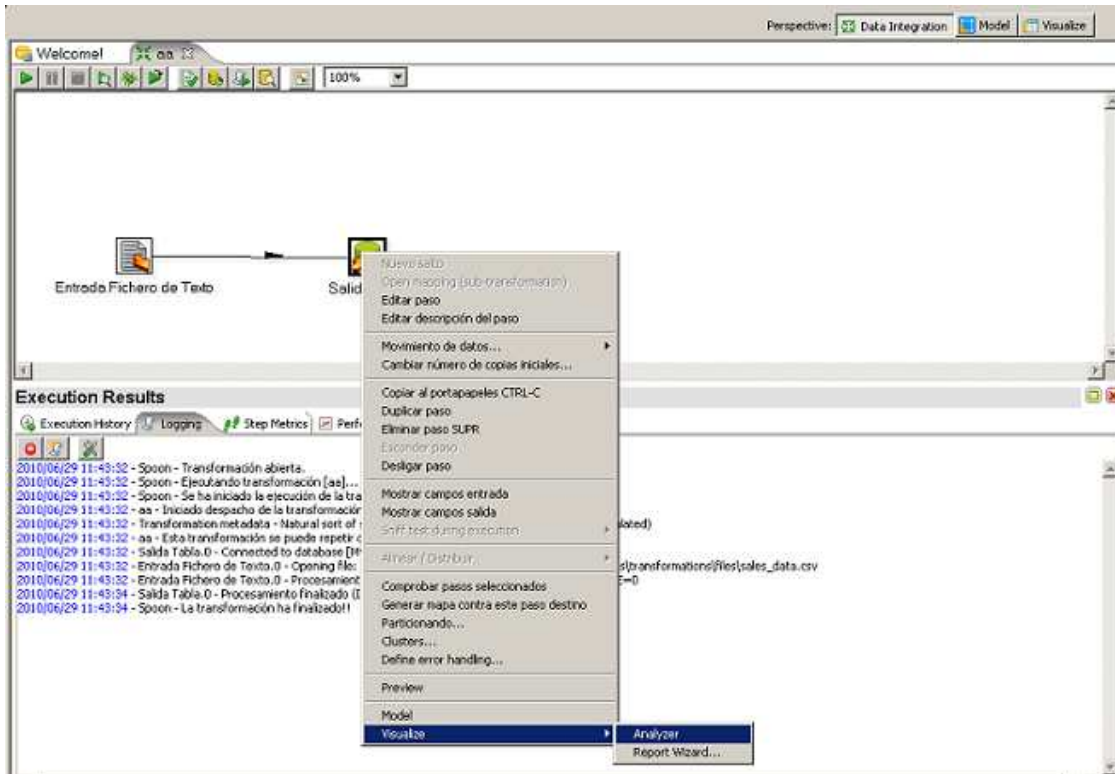 Perspective: Data Integration Model Visualize
Welcome! aa
100%
Entrada Fichero de Texto
Salid
Nuevo salto
Open mapping (sub-transformation)
Editar paso
Editar descripción del paso
Movimiento de datos...
Cambiar número de copias iniciales...
Copiar al portapapeles CTRL-C
Duplicar paso
Eliminar paso SUPR
Esconder paso
Desligar paso
Mostrar campos entrada
Mostrar campos salida
Sniff test during execution
Alinear / Distribuir
Comprobar pasos seleccionados
Generar mapa contra este paso destino
Particionando...
Clusters...
Define error handling...
Preview
Model
Visualize
Analyzer
Report Wizard...
Execution Results
Execution History Logging Step Metrics Perf
2010/06/29 11:43:32 - Spoon - Transformación abierta.
2010/06/29 11:43:32 - Spoon - Ejecutando transformación [aa]...
2010/06/29 11:43:32 - Spoon - Se ha iniciado la ejecución de la tra
2010/06/29 11:43:32 - aa - Iniciado despacho de la transformación
2010/06/29 11:43:32 - Transformation metadata - Natural sort of lated)
2010/06/29 11:43:32 - aa - Esta transformación se puede repetir
2010/06/29 11:43:32 - Salida Tabla.0 - Connected to database
2010/06/29 11:43:32 - Entrada Fichero de Texto.0 - Opening file: s\transformations\files\sales_data.csv
2010/06/29 11:43:34 - Entrada Fichero de Texto.0 - Procesamient E=0
2010/06/29 11:43:34 - Salida Tabla.0 - Procesamiento finalizado (I
2010/06/29 11:43:34 - Spoon - La transformación ha finalizado!!